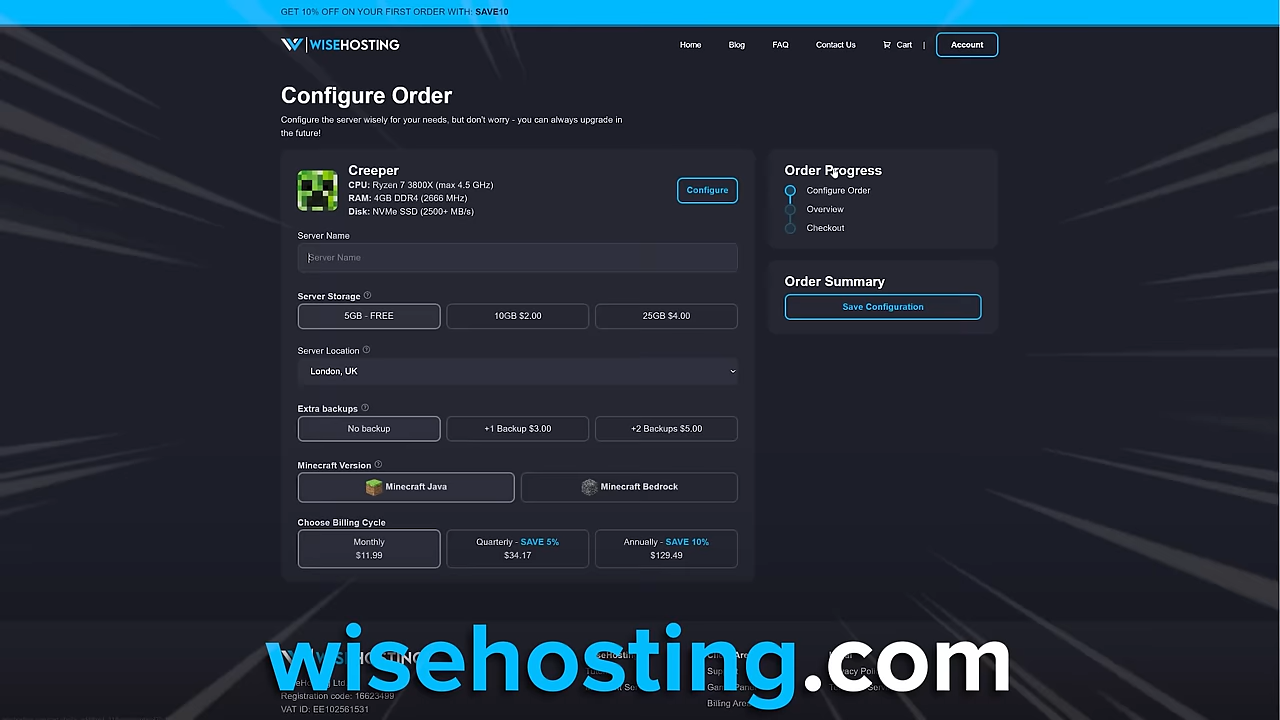 GET 10% OFF ON YOUR FIRST ORDER WITH: SAVE10
WISEHOSTING
Home
Blog
FAQ
Contact Us
Cart
|
Account
Configure Order
Configure the server wisely for your needs, but don't worry - you can always upgrade in
the future!
Creeper
CPU: Ryzen 7 3800X (max 4.5 GHz)
RAM: 4GB DDR4 (2666 MHz)
Disk: NVMe SSD (2500+ MB/s)
Configure
Server Name
Server Name
Server Storage
5GB - FREE
10GB $2.00
25GB $4.00
Server Location
London, UK
Extra backups
No backup
+1 Backup $3.00
+2 Backups $5.00
Minecraft Version
Minecraft Java
Minecraft Bedrock
Choose Billing Cycle
Monthly
$11.99
Quarterly - SAVE 5%
$34.17
Annually - SAVE 10%
$129.49
Order Progress
Configure Order
Overview
Checkout
Order Summary
Save Configuration
wisehosting.com
Registration code: 16623499
VAT ID: EE102561531